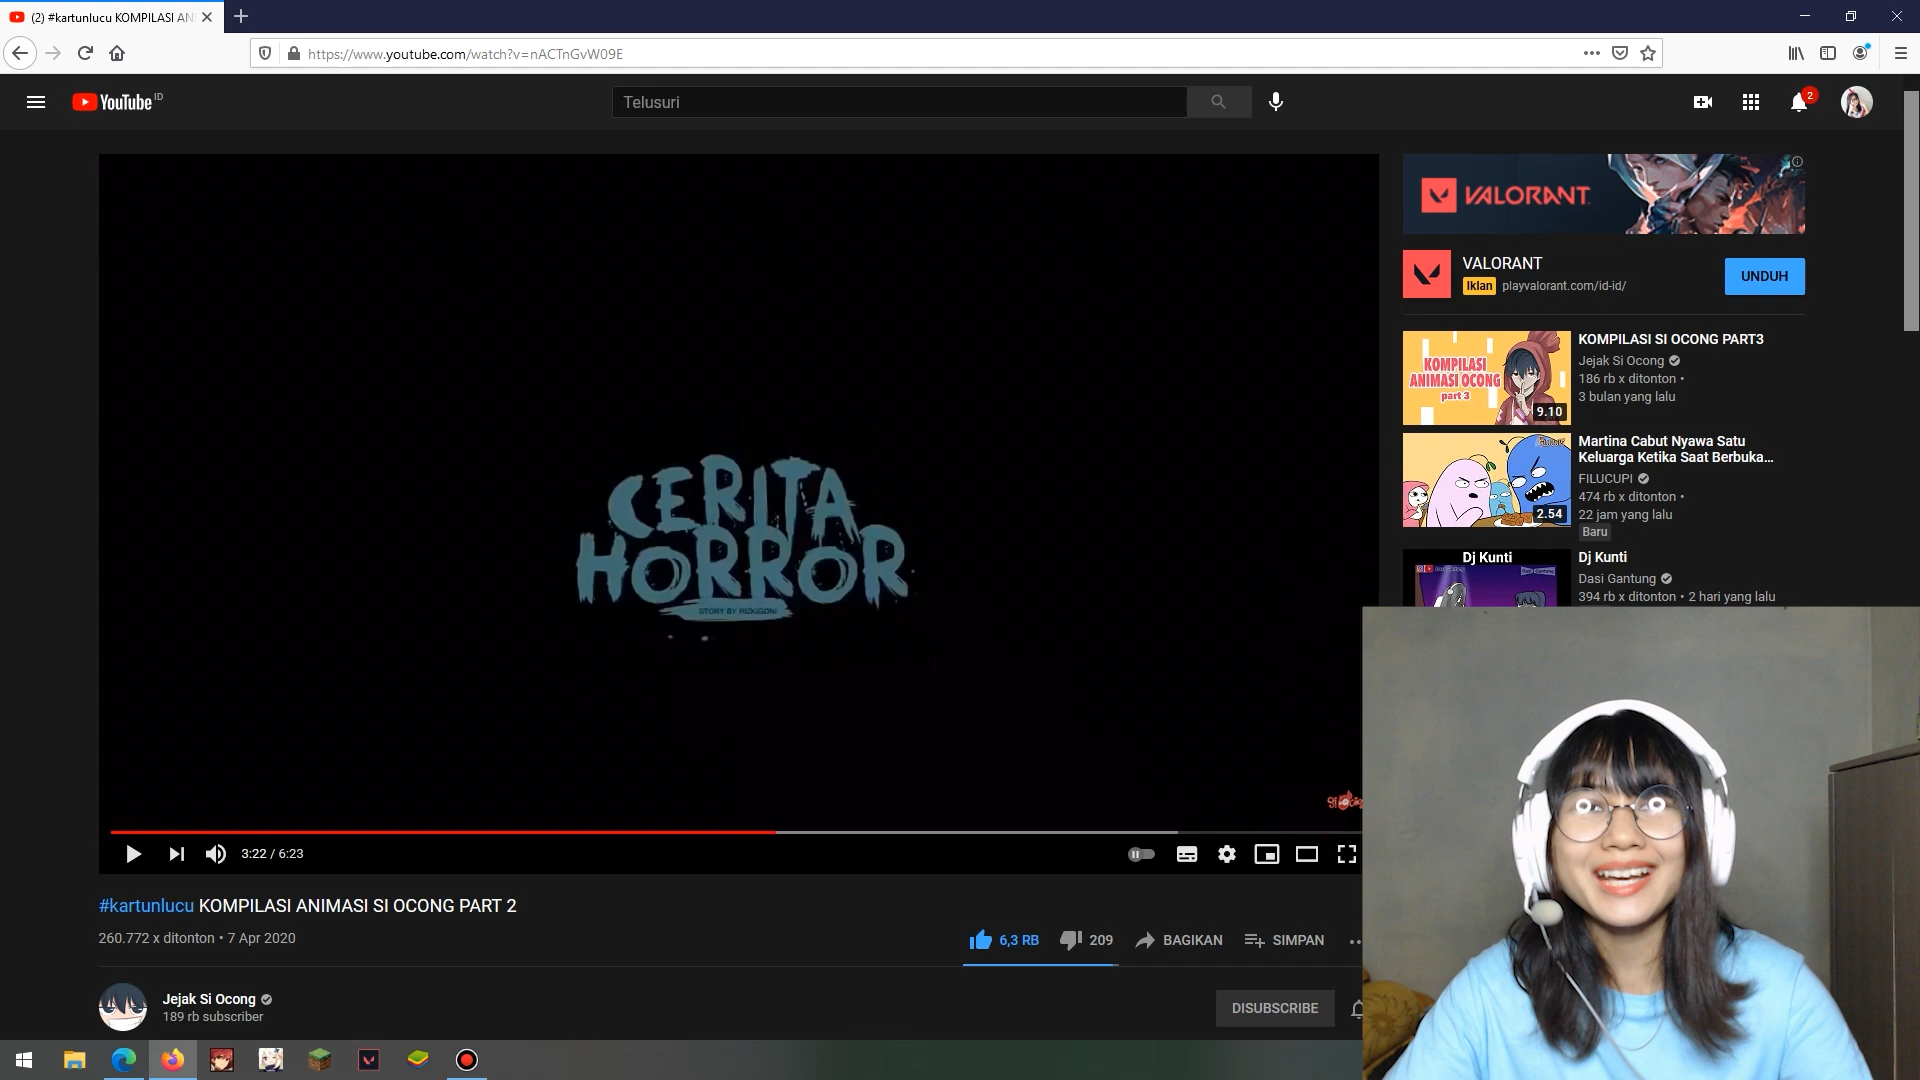 (2) #kartunlucu KOMPILASI AN
https://www.youtube.com/watch?v=nACTnGvW09E
YouTube ID
Telusuri
2
CERITA
HORROR
STORY BY RIZKIGONI
3:22 / 6:23
#kartunlucu KOMPILASI ANIMASI SI OCONG PART 2
260.772 x ditonton • 7 Apr 2020
6,3 RB
209
BAGIKAN
SIMPAN
Jejak Si Ocong
189 rb subscriber
DISUBSCRIBE
VALORANT
VALORANT
Iklan playvalorant.com/id-id/
UNDUH
KOMPILASI
ANIMASI OCONG
part 3
9.10
KOMPILASI SI OCONG PART3
Jejak Si Ocong
186 rb x ditonton •
3 bulan yang lalu
2.54
Martina Cabut Nyawa Satu
Keluarga Ketika Saat Berbuka...
FILUCUPI
474 rb x ditonton •
22 jam yang lalu
Baru
Dj Kunti
Dj Kunti
Dasi Gantung
394 rb x ditonton • 2 hari yang lalu